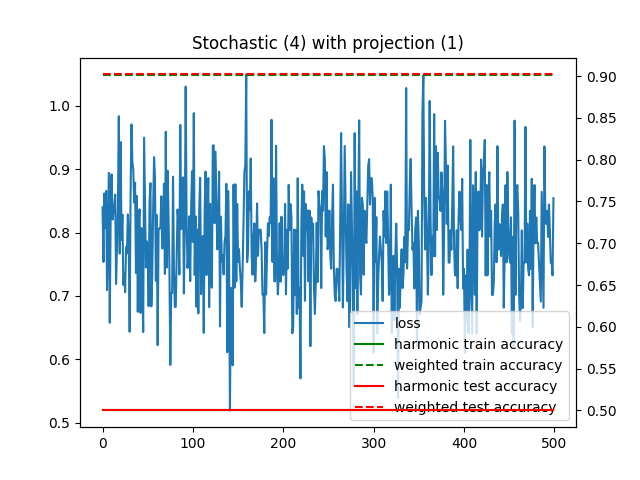 Stochastic (4) with projection (1)
1.0
0.9
0.8
0.7
0.6
0.5
0.90
0.85
0.80
0.75
0.70
0.65
0.60
0.55
0.50
loss
harmonic train accuracy
weighted train accuracy
harmonic test accuracy
weighted test accuracy
0 100 200 300 400 500